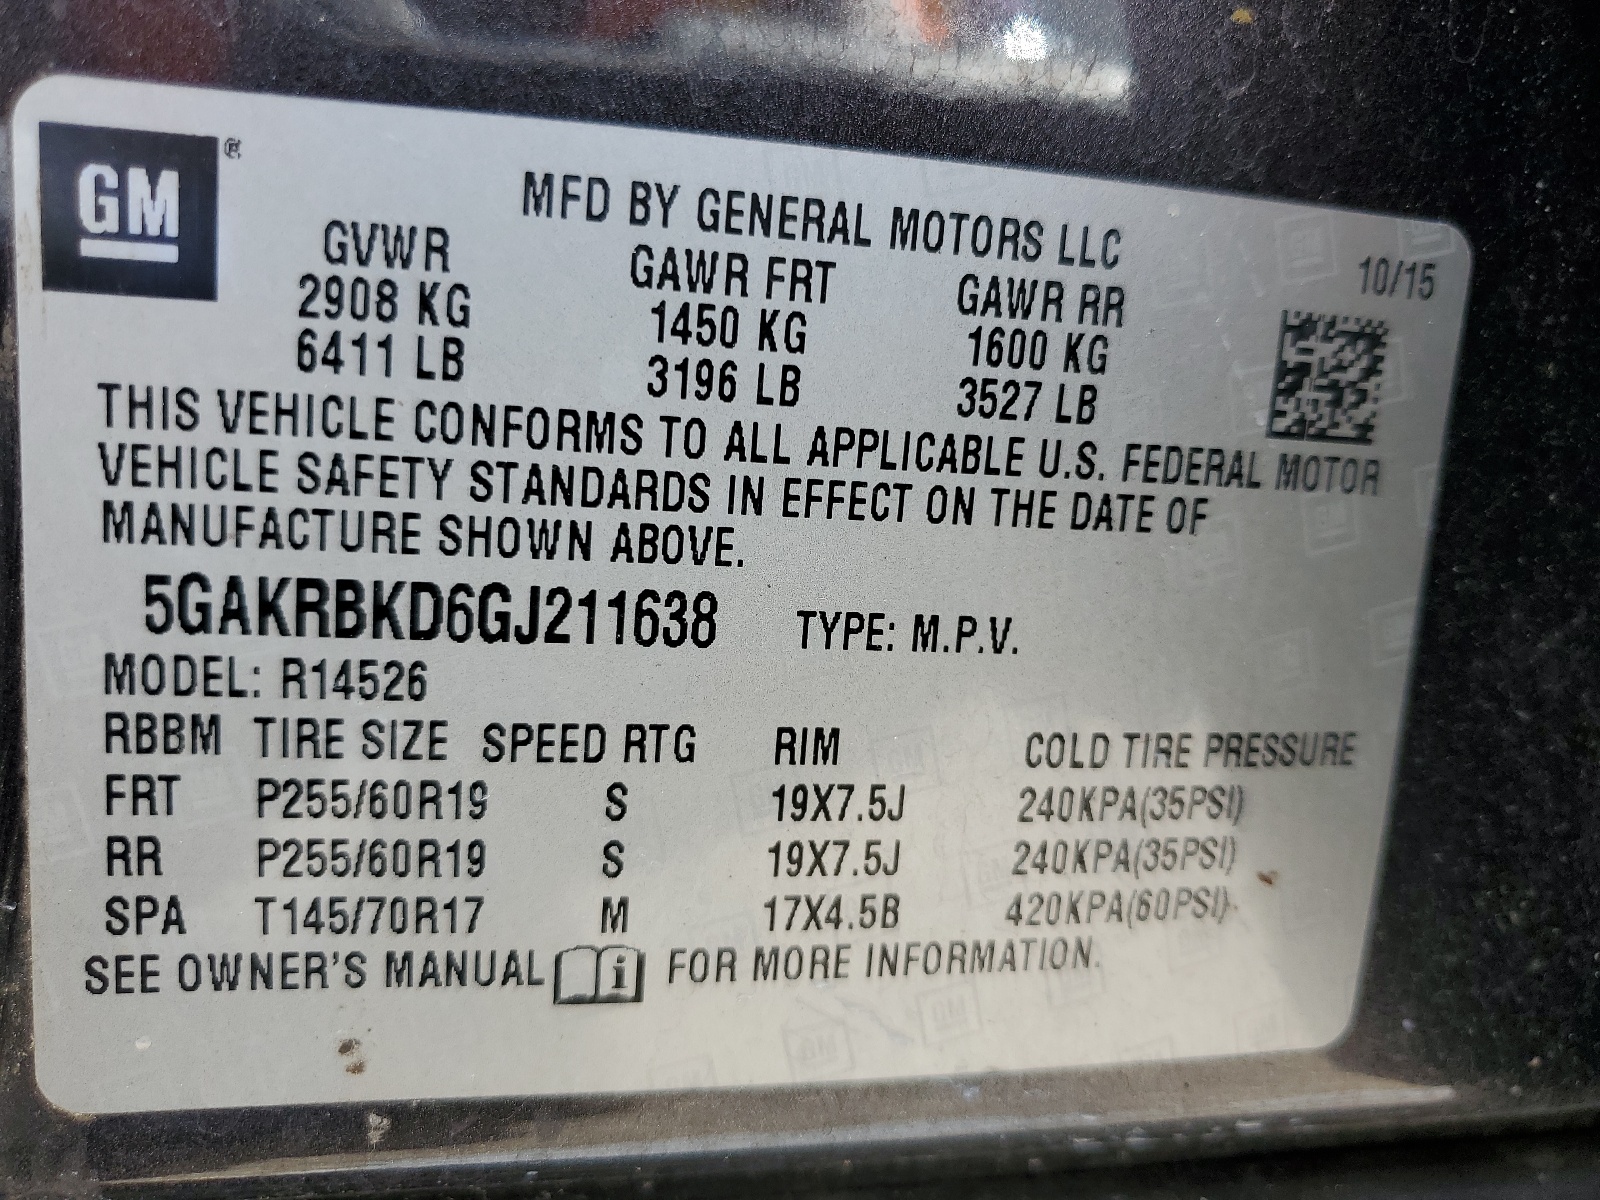 GM ®
MFD BY GENERAL MOTORS LLC
10/15
GVWR GAWR FRT GAWR RR
2908 KG 1450 KG 1600 KG
6411 LB 3196 LB 3527 LB
THIS VEHICLE CONFORMS TO ALL APPLICABLE U.S. FEDERAL MOTOR
VEHICLE SAFETY STANDARDS IN EFFECT ON THE DATE OF
MANUFACTURE SHOWN ABOVE.
5GAKRBKD6GJ211638 TYPE: M.P.V.
MODEL: R14526
RBBM TIRE SIZE SPEED RTG RIM COLD TIRE PRESSURE
FRT P255/60R19 S 19X7.5J 240KPA(35PSI)
RR P255/60R19 S 19X7.5J 240KPA(35PSI)
SPA T145/70R17 M 17X4.5B 420KPA(60PSI)
SEE OWNER'S MANUAL i FOR MORE INFORMATION.